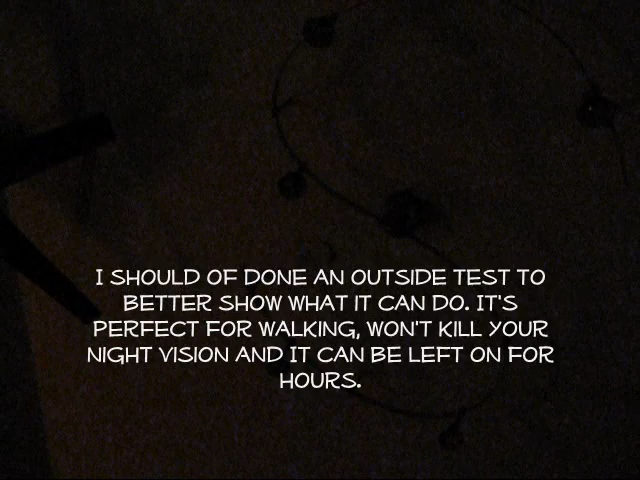 I SHOULD OF DONE AN OUTSIDE TEST TO
BETTER SHOW WHAT IT CAN DO. IT'S
PERFECT FOR WALKING, WON'T KILL YOUR
NIGHT VISION AND IT CAN BE LEFT ON FOR
HOURS.